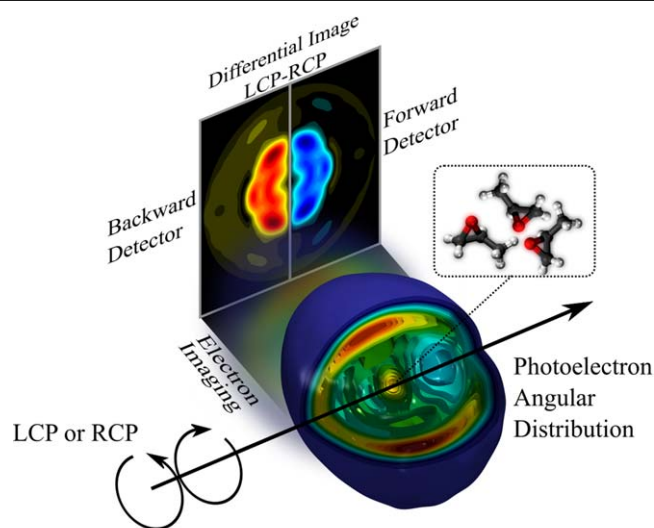 Differential Image
LCP-RCP
Forward
Detector
Backward
Detector
Electron
Imaging
Photoelectron
Angular
Distribution
LCP or RCP